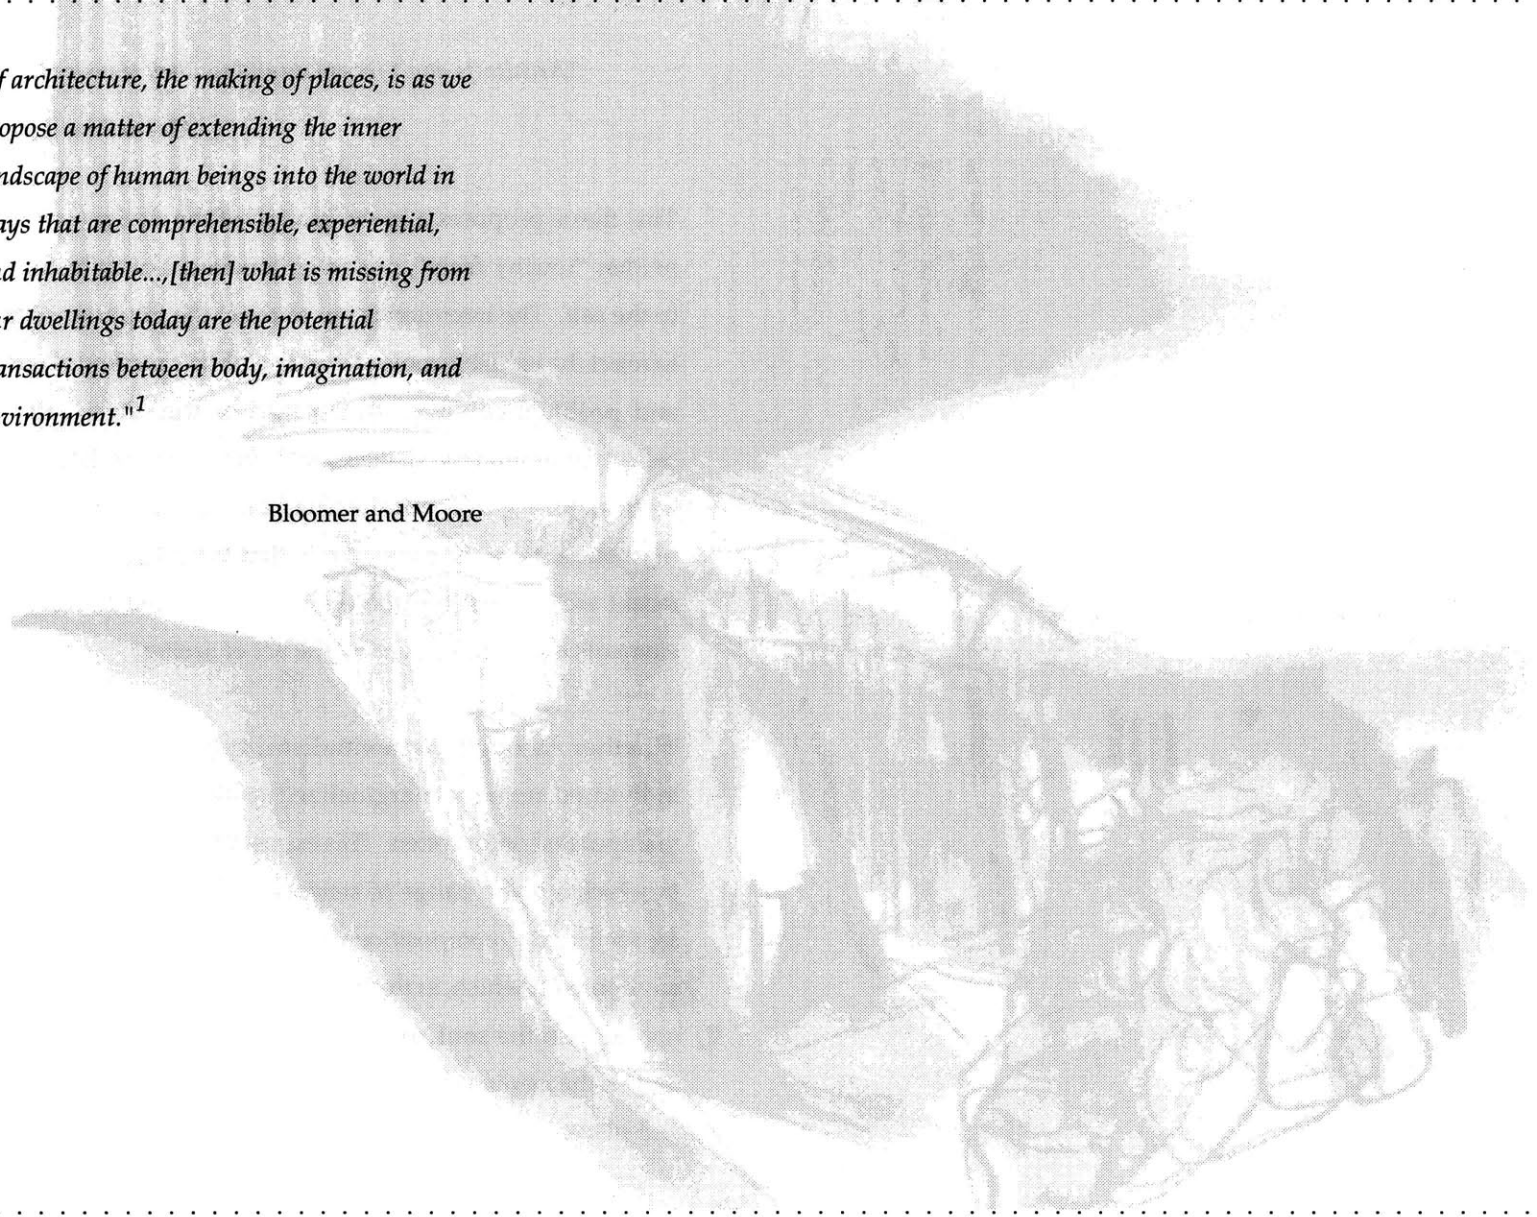 f architecture, the making of places, is as we
opose a matter of extending the inner
ndscape of human beings into the world in
ays that are comprehensible, experiential,
nd inhabitable...,[then] what is missing from
r dwellings today are the potential
ansactions between body, imagination, and
vironment."1
Bloomer and Moore